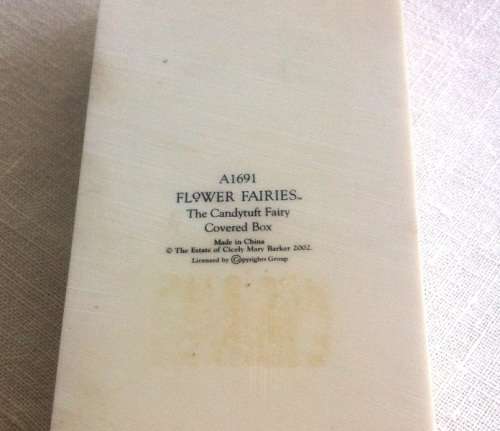 A1691
FLOWER FAIRIES™
The Candytuft Fairy
Covered Box
Made in China
© The Estate of Cicely Mary Barker 2002.
Licensed by Copyrights Group